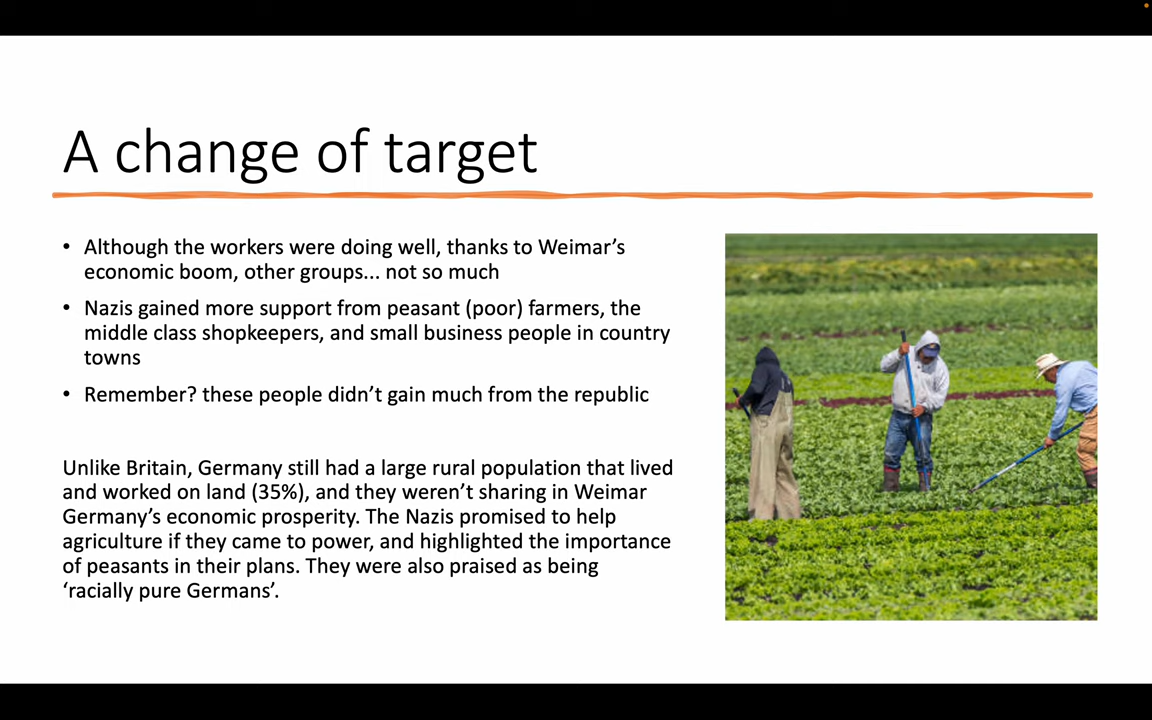 A change of target
• Although the workers were doing well, thanks to Weimar’s
economic boom, other groups... not so much
• Nazis gained more support from peasant (poor) farmers, the
middle class shopkeepers, and small business people in country
towns
• Remember? these people didn’t gain much from the republic
Unlike Britain, Germany still had a large rural population that lived
and worked on land (35%), and they weren’t sharing in Weimar
Germany’s economic prosperity. The Nazis promised to help
agriculture if they came to power, and highlighted the importance
of peasants in their plans. They were also praised as being
‘racially pure Germans’.